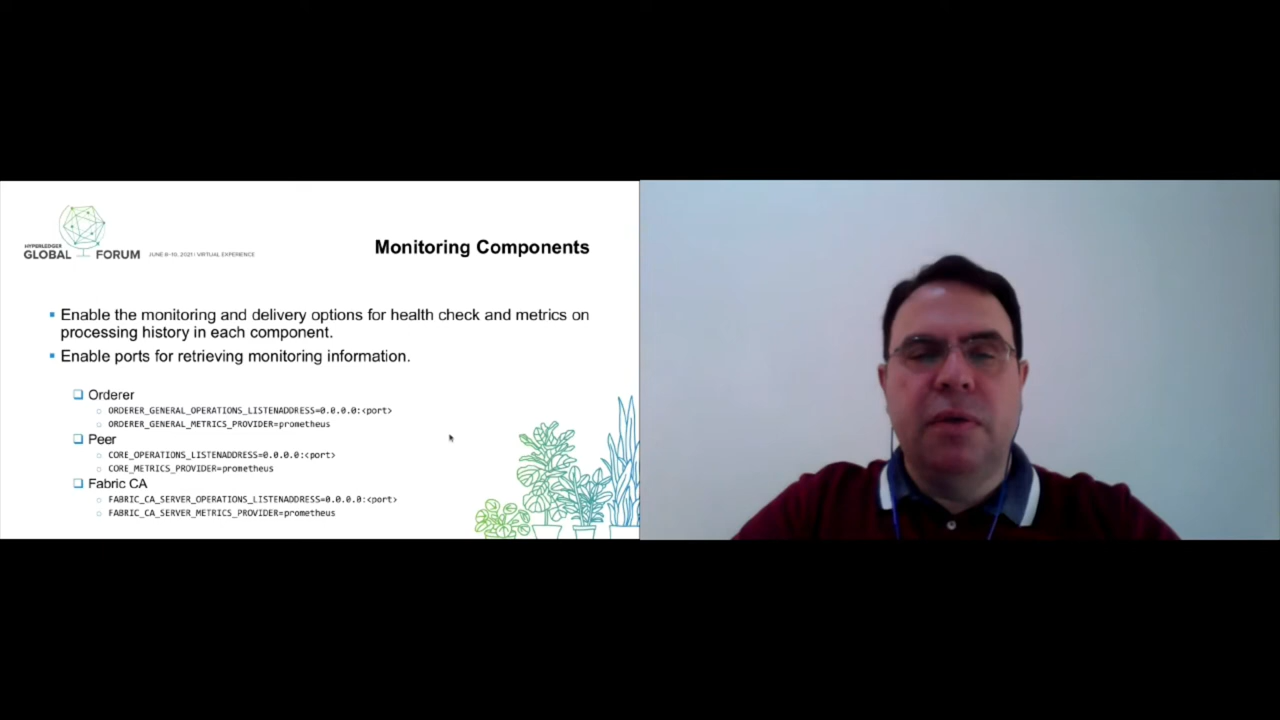 HYPERLEDGER
GLOBAL FORUM
JUNE 8-10, 2021 | VIRTUAL EXPERIENCE
Monitoring Components
Enable the monitoring and delivery options for health check and metrics on
processing history in each component.
Enable ports for retrieving monitoring information.
Orderer
ORDERER_GENERAL_OPERATIONS_LISTENADDRESS=0.0.0.0:<port>
ORDERER_GENERAL_METRICS_PROVIDER=prometheus
Peer
CORE_OPERATIONS_LISTENADDRESS=0.0.0.0:<port>
CORE_METRICS_PROVIDER=prometheus
Fabric CA
FABRIC_CA_SERVER_OPERATIONS_LISTENADDRESS=0.0.0.0:<port>
FABRIC_CA_SERVER_METRICS_PROVIDER=prometheus